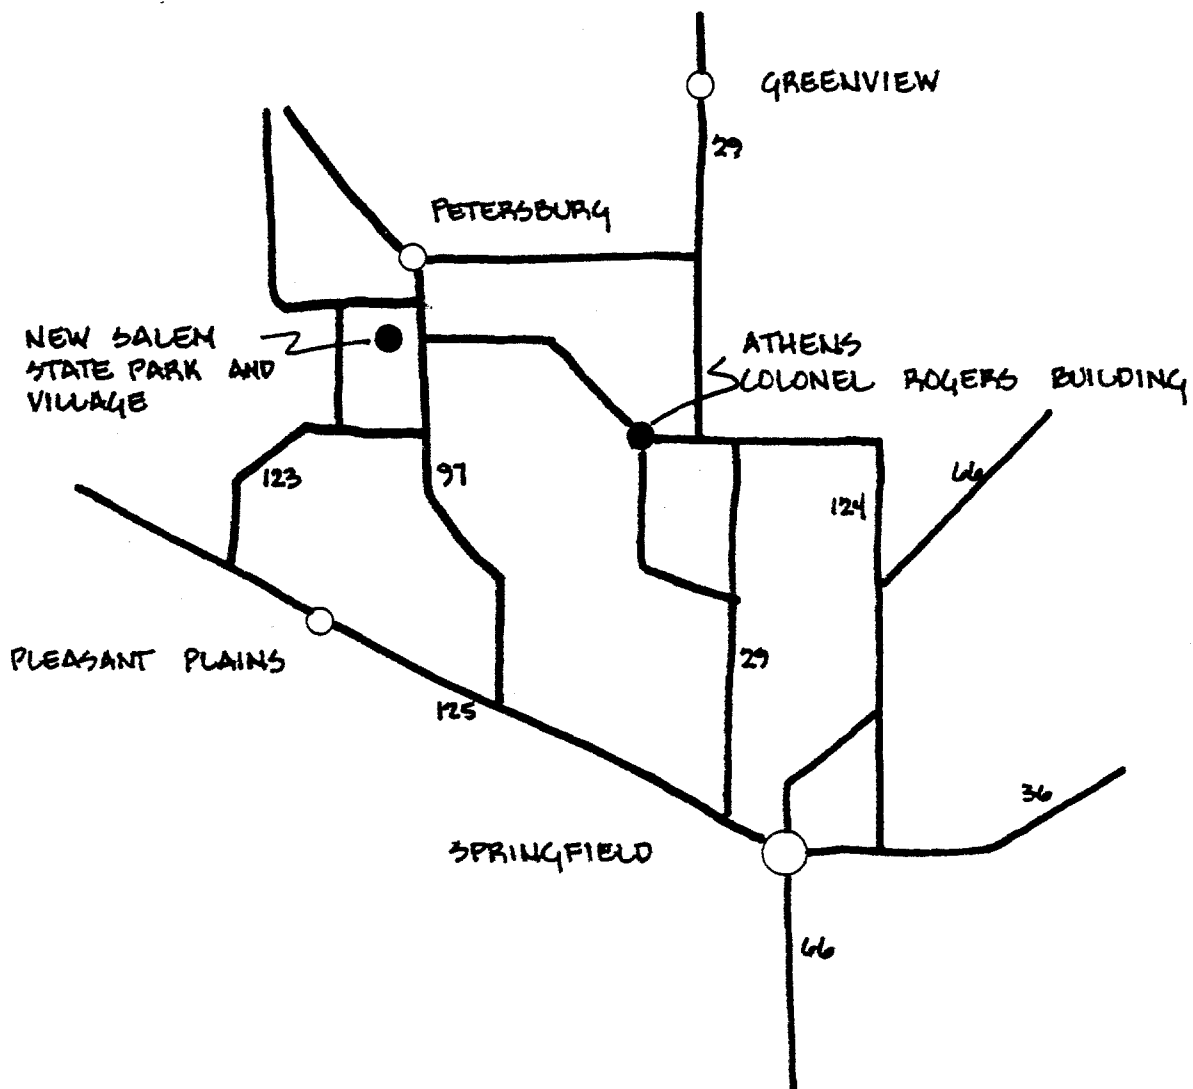 GREENVIEW
29
PETERSBURG
NEW SALEM
STATE PARK AND
VILLAGE
ATHENS
COLONEL ROGERS BUILDING
123
97
124
66
PLEASANT PLAINS
29
125
36
SPRINGFIELD
66